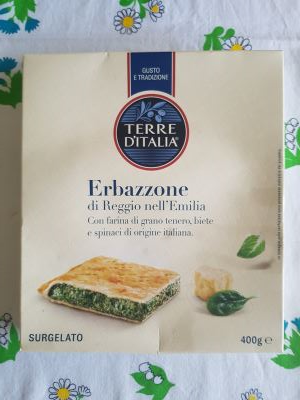 GUSTO
E TRADIZIONE
TERRE
D'ITALIA
Erbazzone
di Reggio nell'Emilia
Con farina di grano tenero, biete
e spinaci di origine italiana.
SURGELATO
400g e